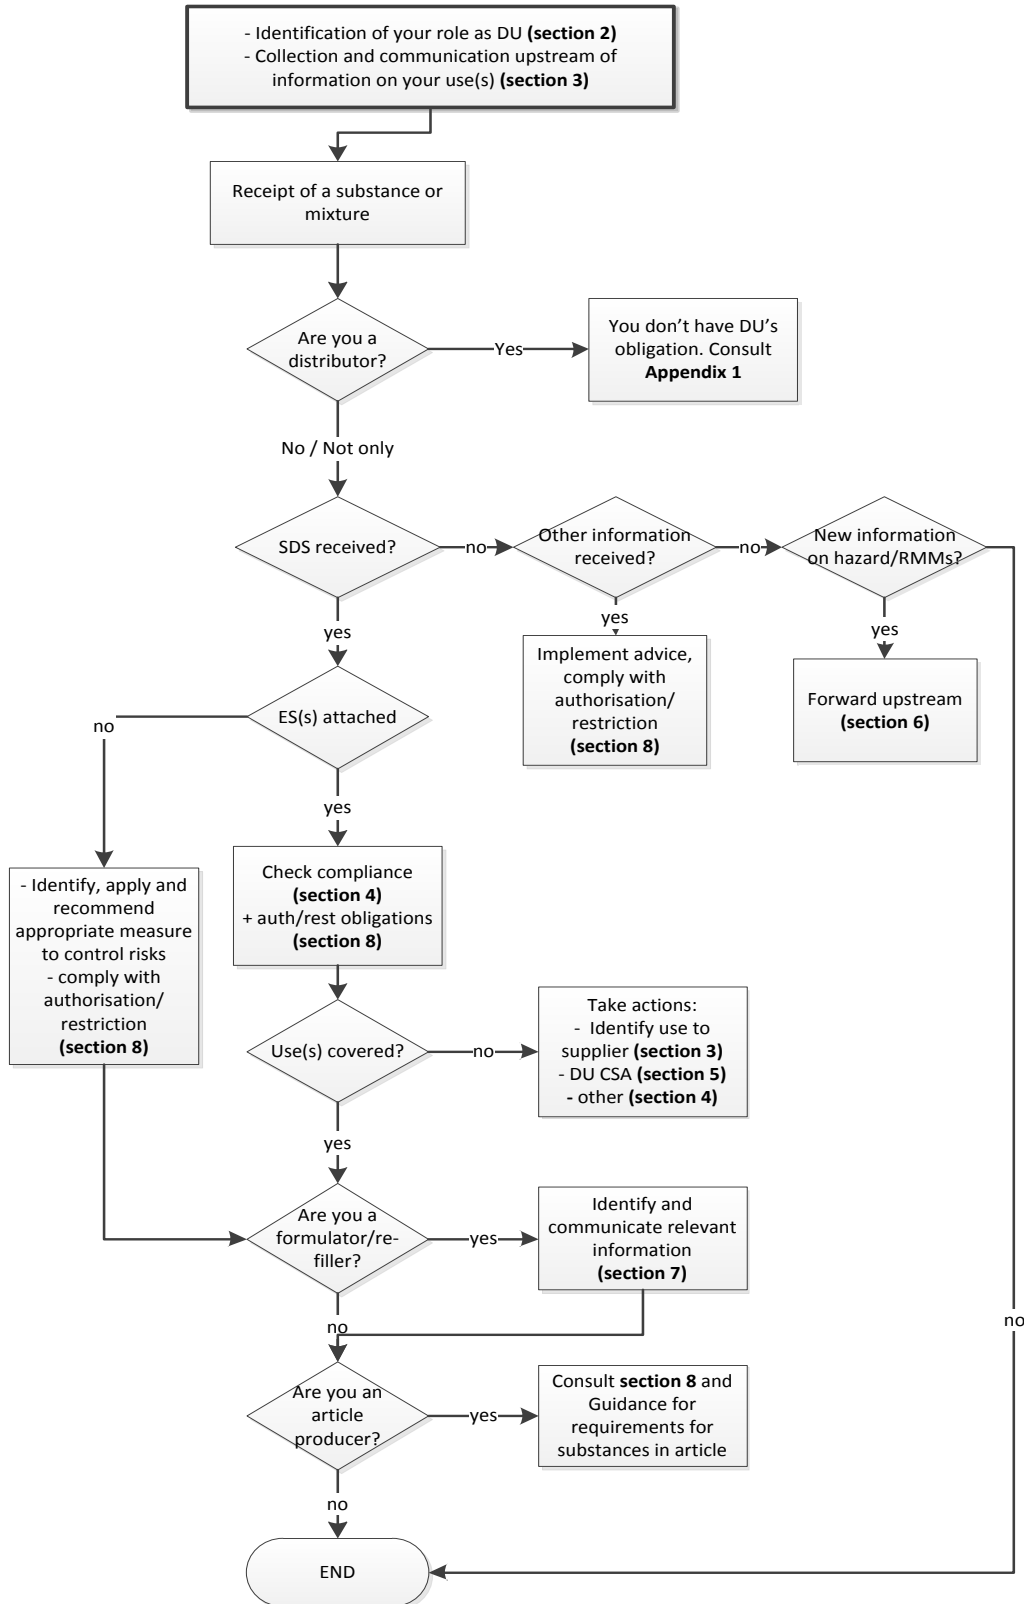 - Identification of your role as DU (section 2)
- Collection and communication upstream of
information on your use(s) (section 3)
Receipt of a substance or
mixture
Are you a
distributor?
Yes
You don't have DU's
obligation. Consult
Appendix 1
No / Not only
SDS received?
no
Other information
received?
no
New information
on hazard/RMMs?
yes
yes
yes
Implement advice,
comply with
authorisation/
restriction
(section 8)
Forward upstream
(section 6)
ES(s) attached
no
yes
- Identify, apply and
recommend
appropriate measure
to control risks
- comply with
authorisation/
restriction
(section 8)
Check compliance
(section 4)
+ auth/rest obligations
(section 8)
Use(s) covered?
no
Take actions:
- Identify use to
supplier (section 3)
- DU CSA (section 5)
- other (section 4)
yes
Are you a
formulator/re-
filler?
yes
Identify and
communicate relevant
information
(section 7)
no
no
Are you an
article
producer?
yes
Consult section 8 and
Guidance for
requirements for
substances in article
no
END